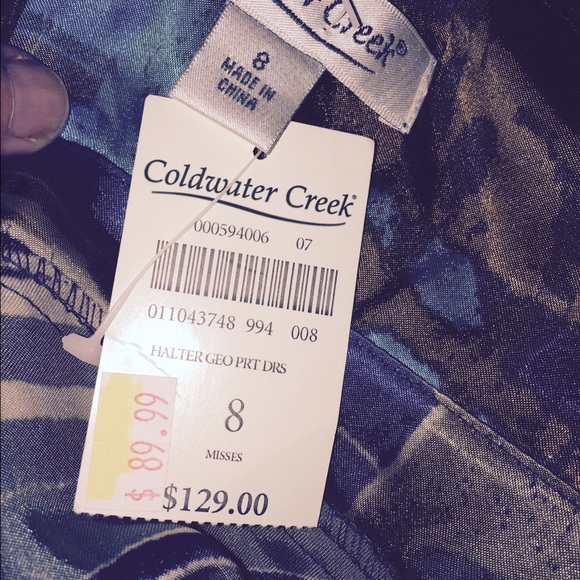 Creek®
8
MADE IN
CHINA
Coldwater Creek®
000594006 07
011043748 994 008
HALTER GEO PRT DRS
8
MISSES
$ 89.99
$129.00